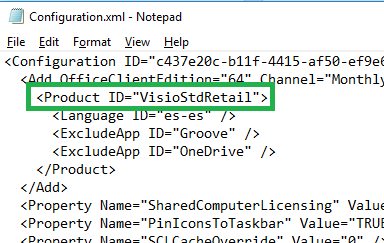 Configuration.xml - Notepad
File Edit Format View Help
<Configuration ID="c437e20c-b11f-4415-af50-ef9e6
<Add OfficeClientEdition="64" Channel="Monthly
<Product ID="VisioStdRetail">
<Language ID="es-es" />
<ExcludeApp ID="Groove" />
<ExcludeApp ID="OneDrive" />
</Product>
</Add>
<Property Name="SharedComputerLicensing" Value
<Property Name="PinIconsToTaskbar" Value="TRUE
<Property Name="SCLCacheOverride" Value="0" />